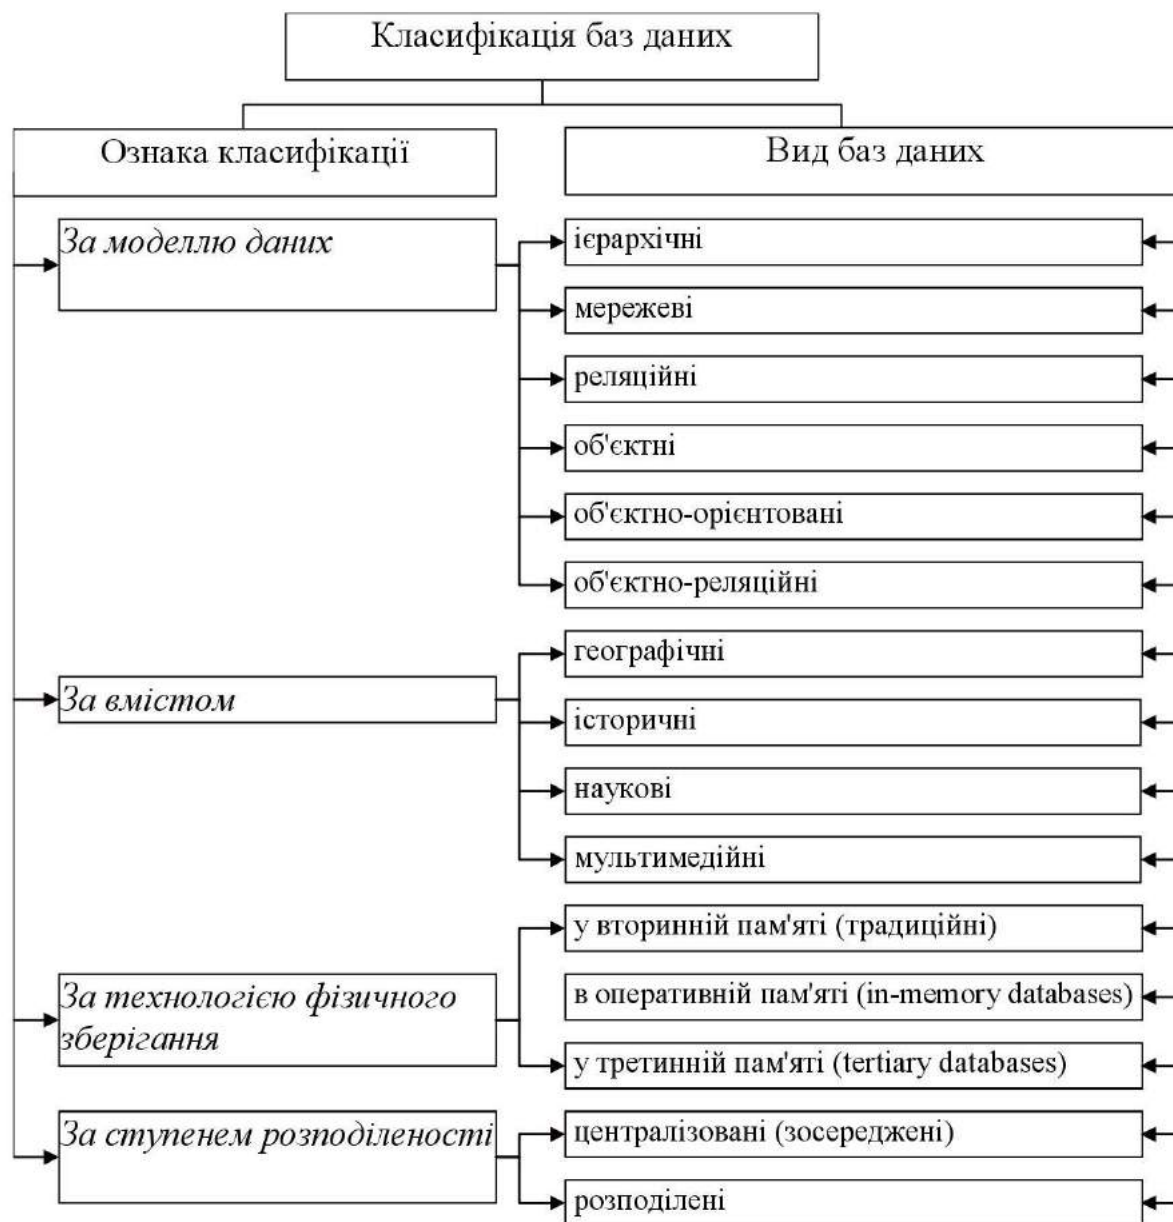 Класифікація баз даних
Ознака класифікації
Вид баз даних
За моделлю даних
ієрархічні
мережеві
реляційні
об'єктні
об'єктно-орієнтовані
об'єктно-реляційні
За вмістом
географічні
історичні
наукові
мультимедійні
За технологією фізичного
зберігання
у вторинній пам'яті (традиційні)
в оперативній пам'яті (in-memory databases)
у третинній пам'яті (tertiary databases)
За ступенем розподіленості
централізовані (зосереджені)
розподілені